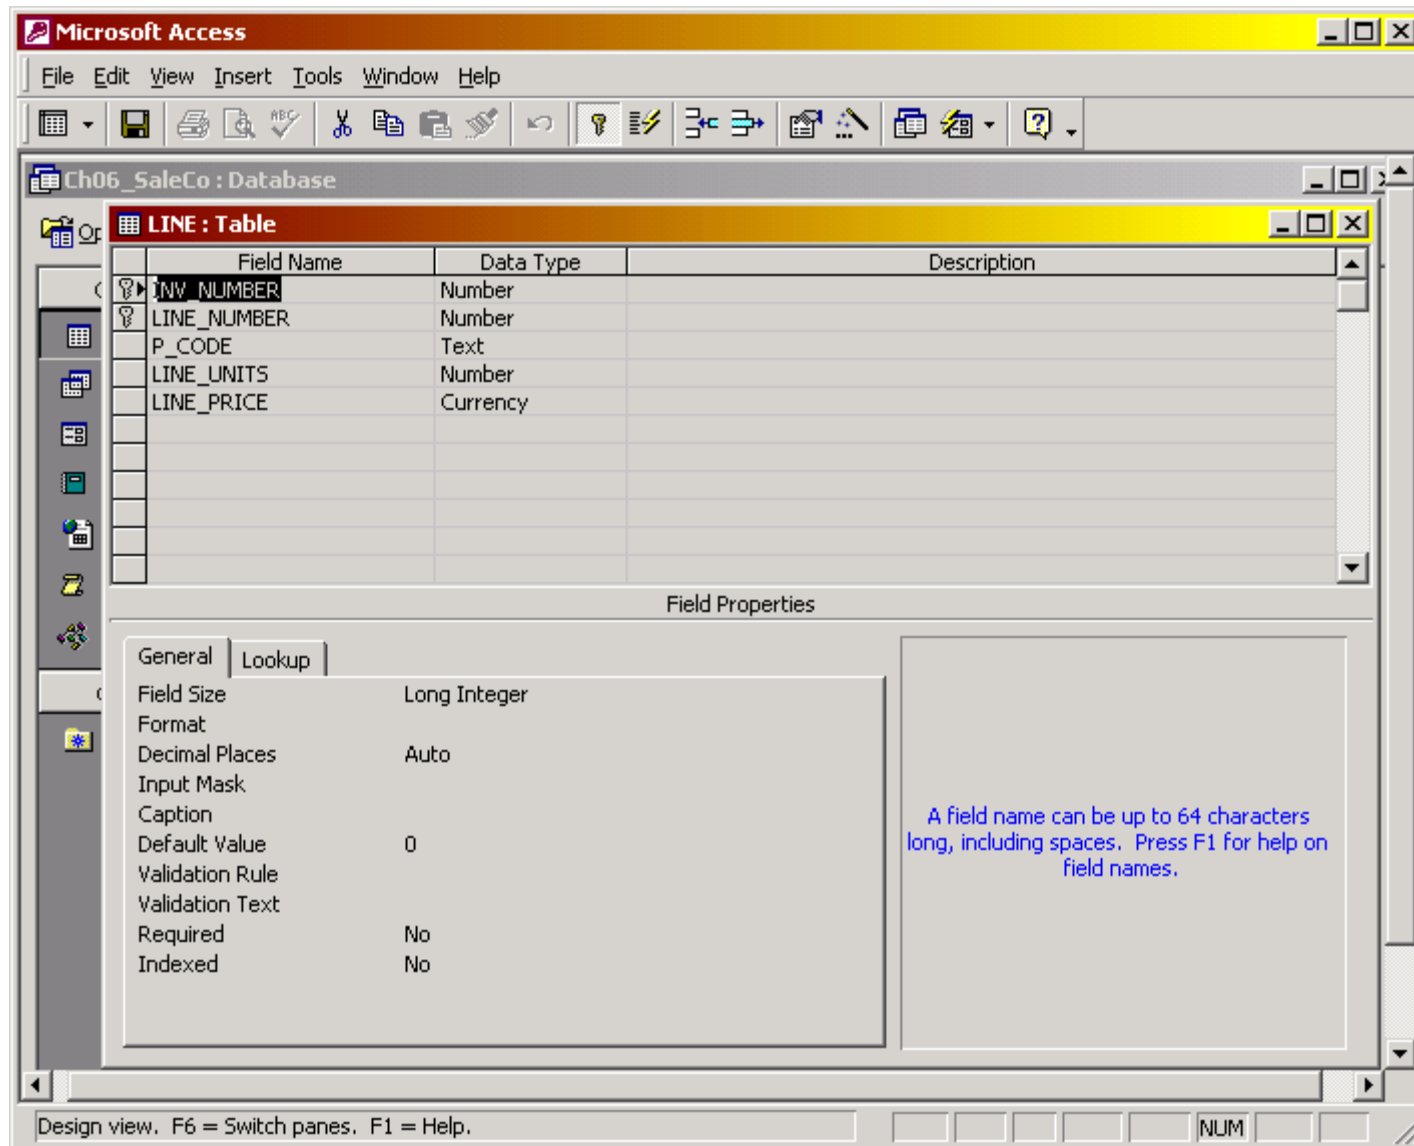 Microsoft Access
File Edit View Insert Tools Window Help
ABC
Ch06_SaleCo : Database
LINE : Table
Field Name Data Type Description
INV_NUMBER Number
LINE_NUMBER Number
P_CODE Text
LINE_UNITS Number
LINE_PRICE Currency
Field Properties
General Lookup
Field Size Long Integer
Format
Decimal Places Auto
Input Mask
Caption
Default Value 0
Validation Rule
Validation Text
Required No
Indexed No
A field name can be up to 64 characters
long, including spaces. Press F1 for help on
field names.
Design view. F6 = Switch panes. F1 = Help.
NUM